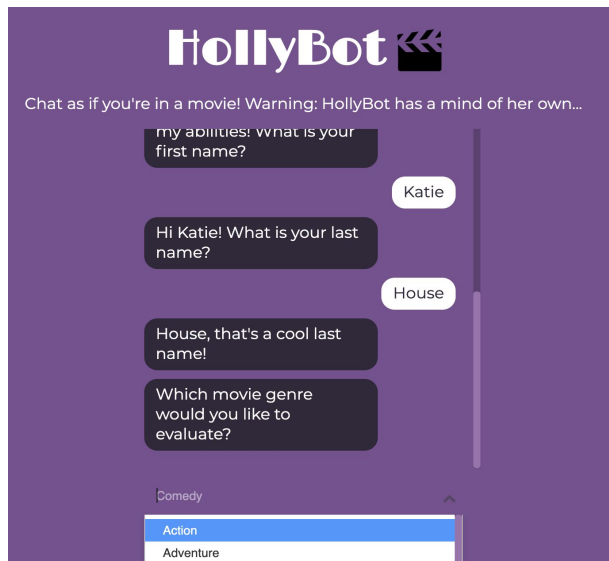 HollyBot
Chat as if you're in a movie! Warning: HollyBot has a mind of her own...
my abilities! What is your
first name?
Katie
Hi Katie! What is your last
name?
House
House, that's a cool last
name!
Which movie genre
would you like to
evaluate?
Comedy
Action
Adventure